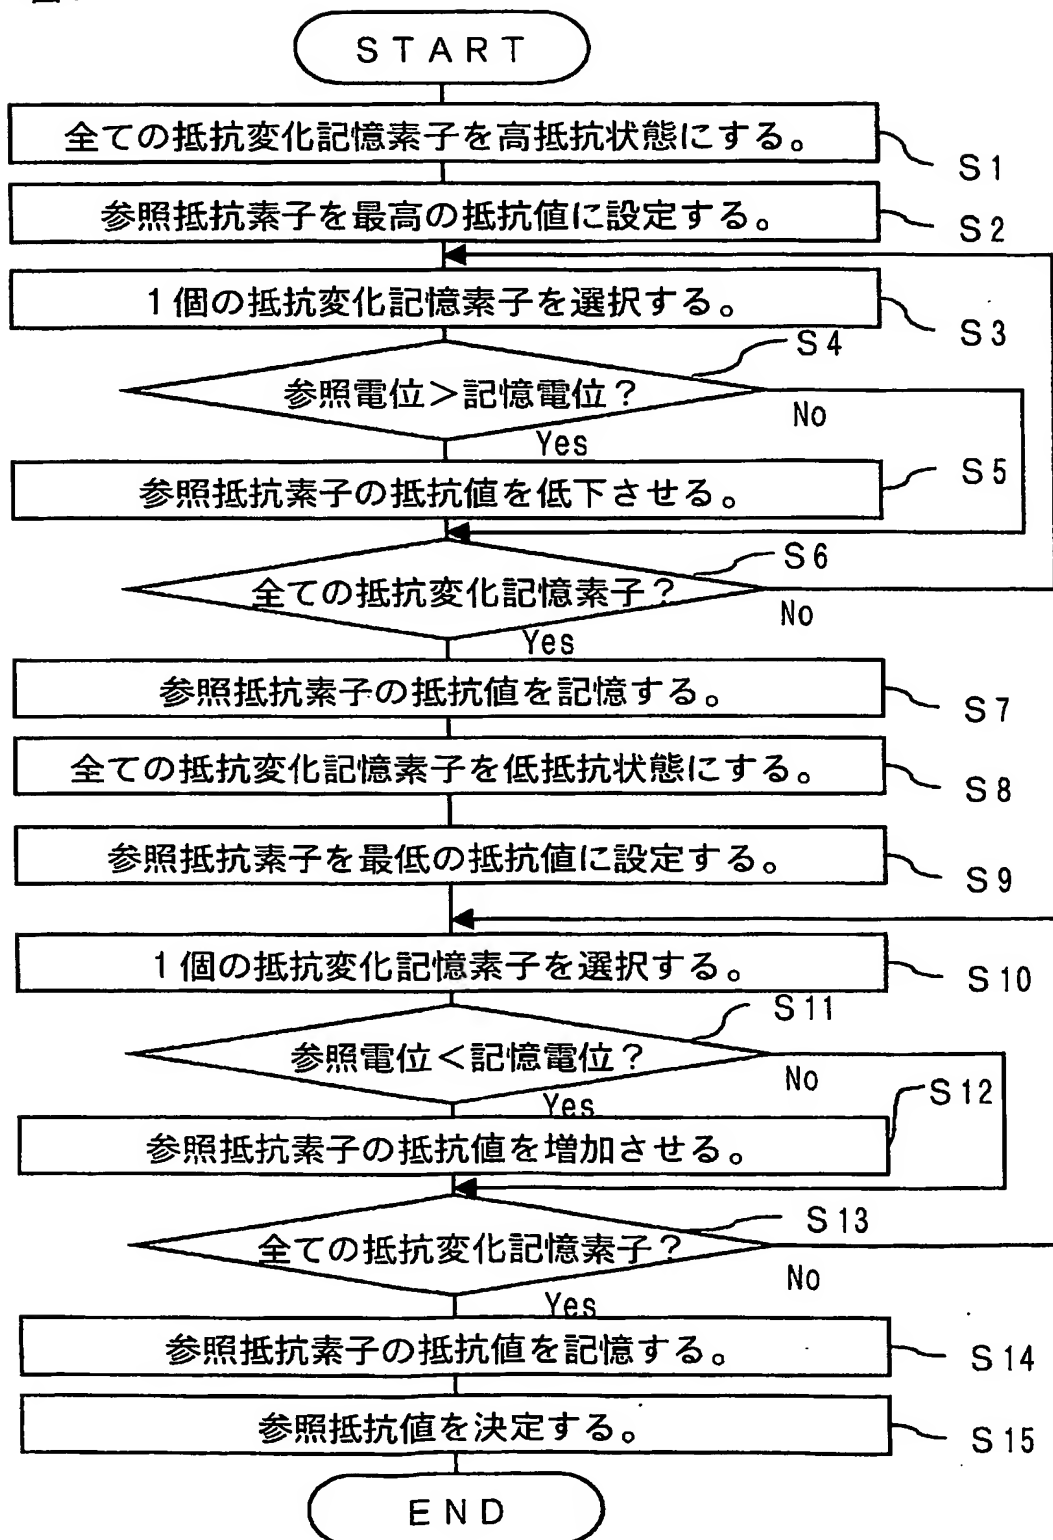 START
全ての抵抗変化記憶素子を高抵抗状態にする。
S1
参照抵抗素子を最高の抵抗値に設定する。
S2
1個の抵抗変化記憶素子を選択する。
S3
S4
参照電位>記憶電位?
No
Yes
参照抵抗素子の抵抗値を低下させる。
S5
S6
全ての抵抗変化記憶素子?
No
Yes
参照抵抗素子の抵抗値を記憶する。
S7
全ての抵抗変化記憶素子を低抵抗状態にする。
S8
参照抵抗素子を最低の抵抗値に設定する。
S9
1個の抵抗変化記憶素子を選択する。
S10
S11
参照電位<記憶電位?
No
Yes
S12
参照抵抗素子の抵抗値を増加させる。
S13
全ての抵抗変化記憶素子?
No
Yes
参照抵抗素子の抵抗値を記憶する。
S14
参照抵抗値を決定する。
S15
END